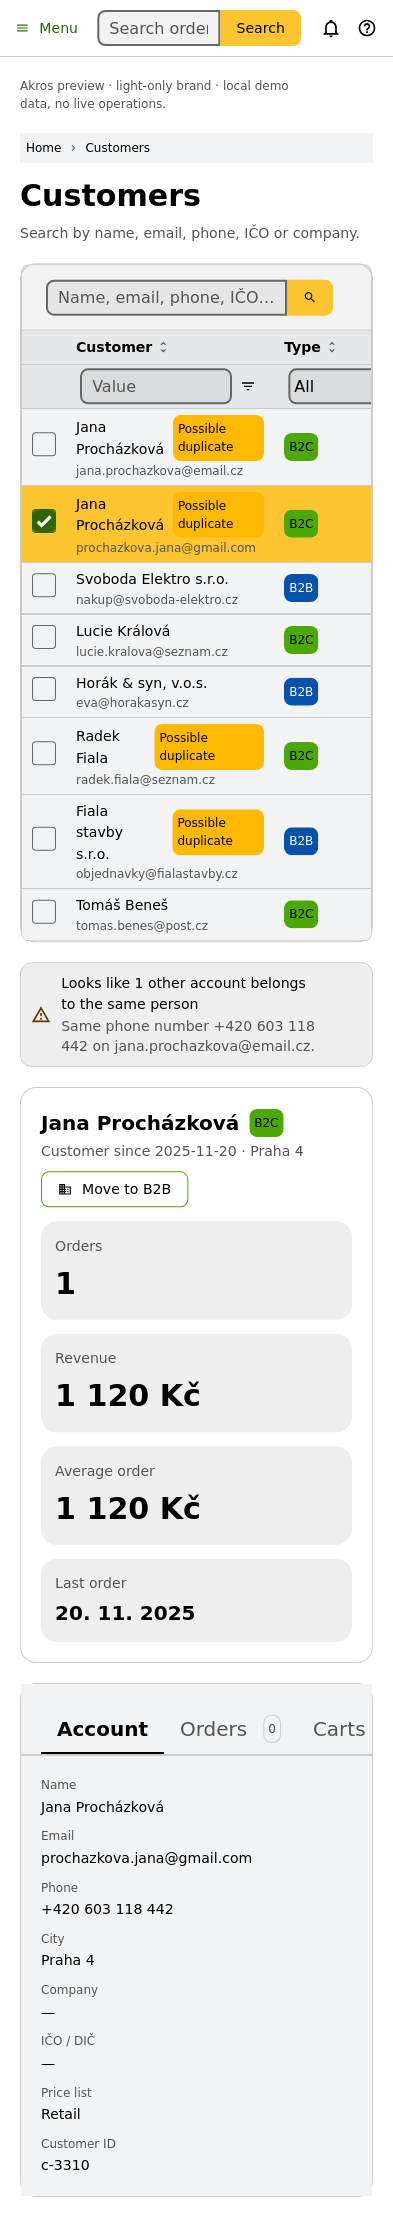 Menu
Search order
Search
Akros preview · light-only brand · local demo
data, no live operations.
Home › Customers
Customers
Search by name, email, phone, IČO or company.
Name, email, phone, IČO…
Customer
Type
Value
All
Jana
Procházková
Possible
duplicate
jana.prochazkova@email.cz
B2C
Jana
Procházková
Possible
duplicate
prochazkova.jana@gmail.com
B2C
Svoboda Elektro s.r.o.
nakup@svoboda-elektro.cz
B2B
Lucie Králová
lucie.kralova@seznam.cz
B2C
Horák & syn, v.o.s.
eva@horakasyn.cz
B2B
Radek
Fiala
Possible
duplicate
radek.fiala@seznam.cz
B2C
Fiala
stavby
s.r.o.
Possible
duplicate
objednavky@fialastavby.cz
B2B
Tomáš Beneš
tomas.benes@post.cz
B2C
Looks like 1 other account belongs
to the same person
Same phone number +420 603 118
442 on jana.prochazkova@email.cz.
Jana Procházková B2C
Customer since 2025-11-20 · Praha 4
Move to B2B
Orders
1
Revenue
1 120 Kč
Average order
1 120 Kč
Last order
20. 11. 2025
Account Orders 0 Carts
Name
Jana Procházková
Email
prochazkova.jana@gmail.com
Phone
+420 603 118 442
City
Praha 4
Company
—
IČO / DIČ
—
Price list
Retail
Customer ID
c-3310